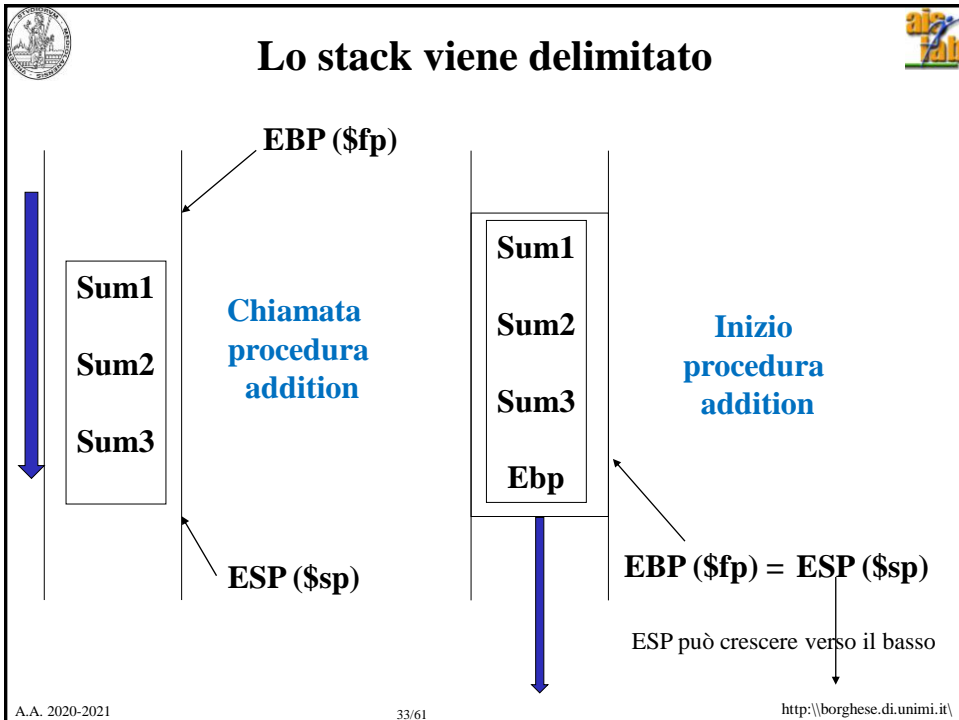 Lo stack viene delimitato
EBP ($fp)
Sum1
Sum2
Sum3
Chiamata
procedura
addition
ESP ($sp)
Sum1
Sum2
Sum3
Ebp
Inizio
procedura
addition
EBP ($fp) = ESP ($sp)
ESP può crescere verso il basso
A.A. 2020-2021
33/61
http:\\borghese.di.unimi.it\